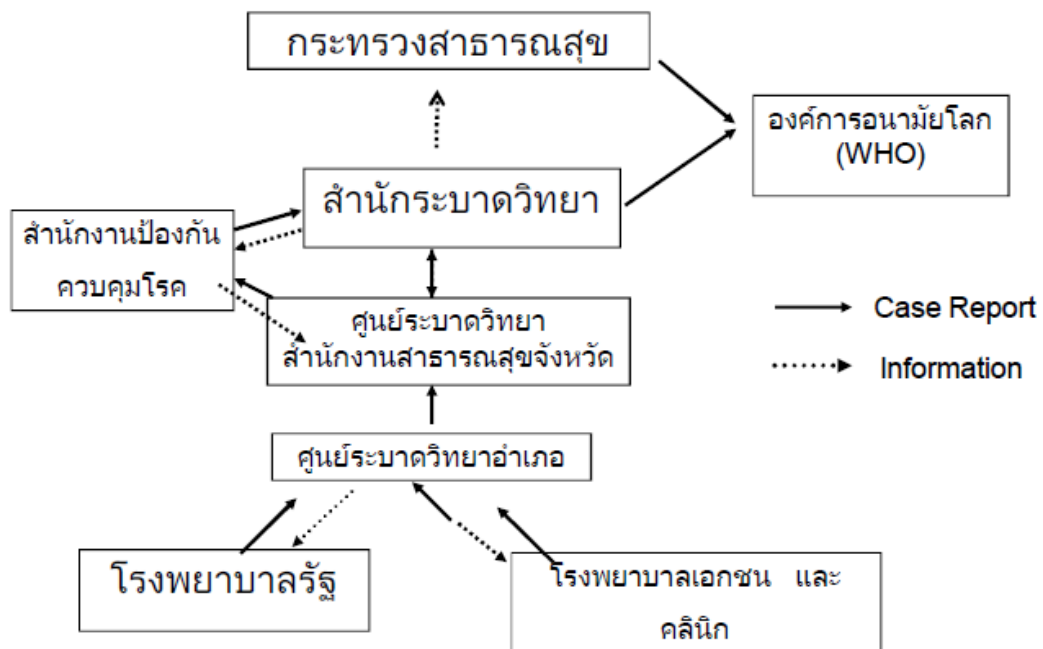 กระทรวงสาธารณสุข
องค์การอนามัยโลก
(WHO)
สำนักระบาดวิทยา
สำนักงานป้องกัน
ควบคุมโรค
ศูนย์ระบาดวิทยา
สำนักงานสาธารณสุขจังหวัด
Case Report
Information
ศูนย์ระบาดวิทยาอำเภอ
โรงพยาบาลรัฐ
โรงพยาบาลเอกชน และ
คลินิก